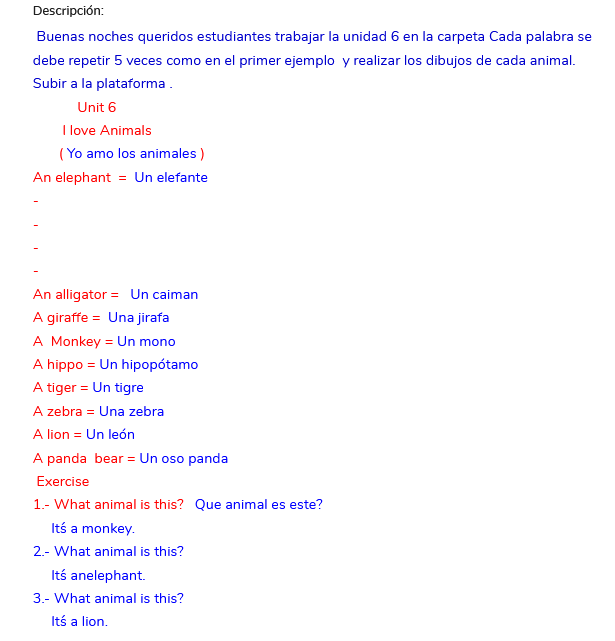 Descripción:
Buenas noches queridos estudiantes trabajar la unidad 6 en la carpeta Cada palabra se
debe repetir 5 veces como en el primer ejemplo y realizar los dibujos de cada animal.
Subir a la plataforma .
Unit 6
I love Animals
( Yo amo los animales )
An elephant = Un elefante
-
-
-
-
An alligator = Un caiman
A giraffe = Una jirafa
A Monkey = Un mono
A hippo = Un hipopótamo
A tiger = Un tigre
A zebra = Una zebra
A lion = Un león
A panda bear = Un oso panda
Exercise
1.- What animal is this? Que animal es este?
Itś a monkey.
2.- What animal is this?
Itś anelephant.
3.- What animal is this?
Itś a lion.